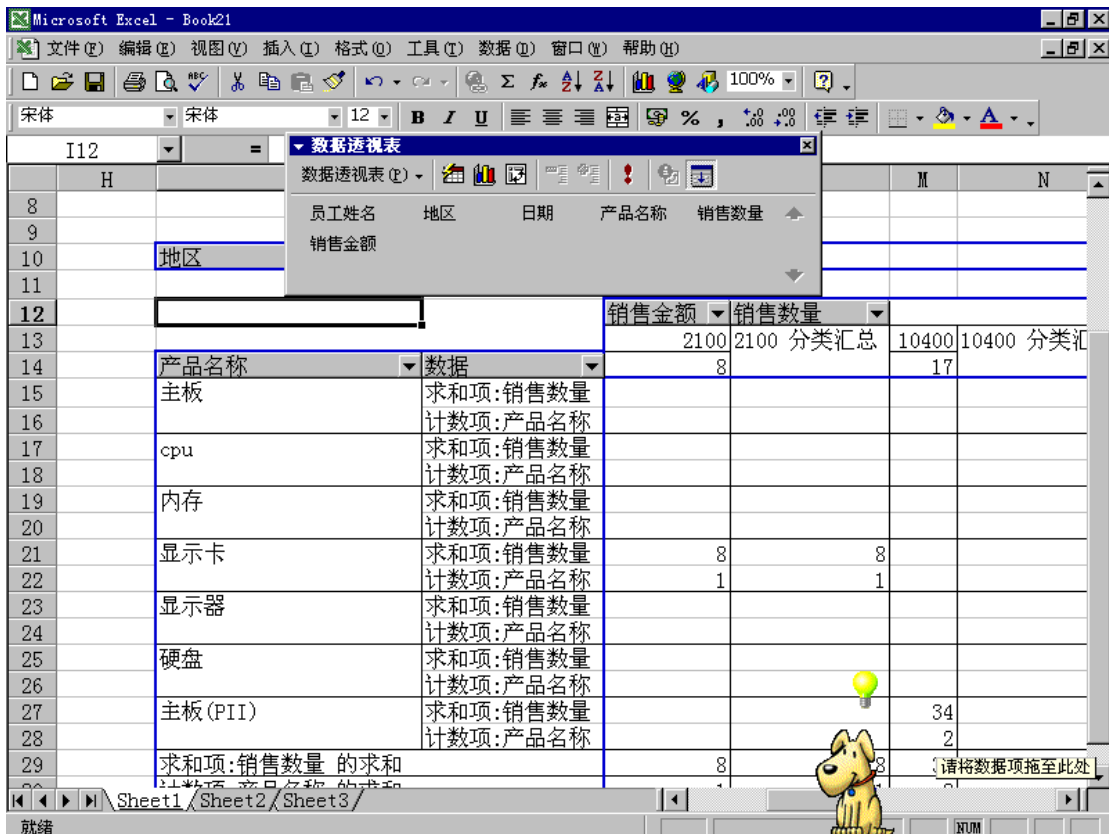 Microsoft Excel - Book21
文件(F) 编辑(E) 视图(V) 插入(I) 格式(O) 工具(T) 数据(D) 窗口(W) 帮助(H)
100%
宋体 宋体 12 B I U % ,
I12 =
数据透视表
数据透视表(P)
员工姓名 地区 日期 产品名称 销售数量
销售金额
H M N
8
9
10 地区
11
12 销售金额 销售数量
13 2100 2100 分类汇总 10400 10400 分类汇
14 产品名称 数据 8 17
15 主板 求和项:销售数量
16 计数项:产品名称
17 cpu 求和项:销售数量
18 计数项:产品名称
19 内存 求和项:销售数量
20 计数项:产品名称
21 显示卡 求和项:销售数量 8 8
22 计数项:产品名称 1 1
23 显示器 求和项:销售数量
24 计数项:产品名称
25 硬盘 求和项:销售数量
26 计数项:产品名称
27 主板(PII) 求和项:销售数量 34
28 计数项:产品名称 2
29 求和项:销售数量 的求和 8 8
请将数据项拖至此处
Sheet1 Sheet2 Sheet3
就绪 NUM